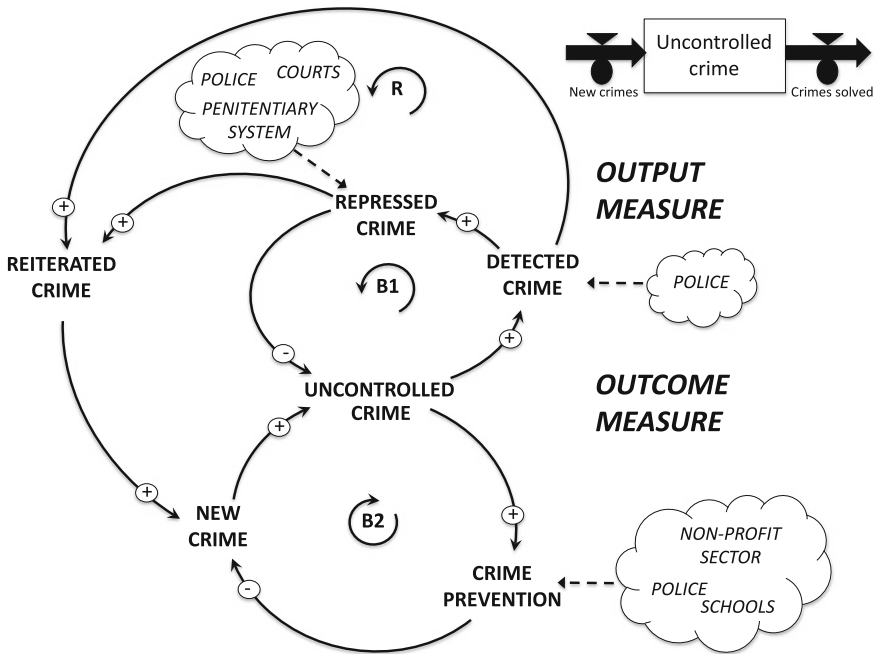 Uncontrolled
crime
New crimes
Crimes solved
POLICE
COURTS
PENITENTIARY
SYSTEM
R
OUTPUT
MEASURE
+
+
REPRESSED
CRIME
+
REITERATED
CRIME
DETECTED
CRIME
POLICE
B1
-
+
UNCONTROLLED
CRIME
OUTCOME
MEASURE
+
+
NEW
CRIME
B2
+
NON-PROFIT
SECTOR
POLICE
SCHOOLS
CRIME
PREVENTION
-